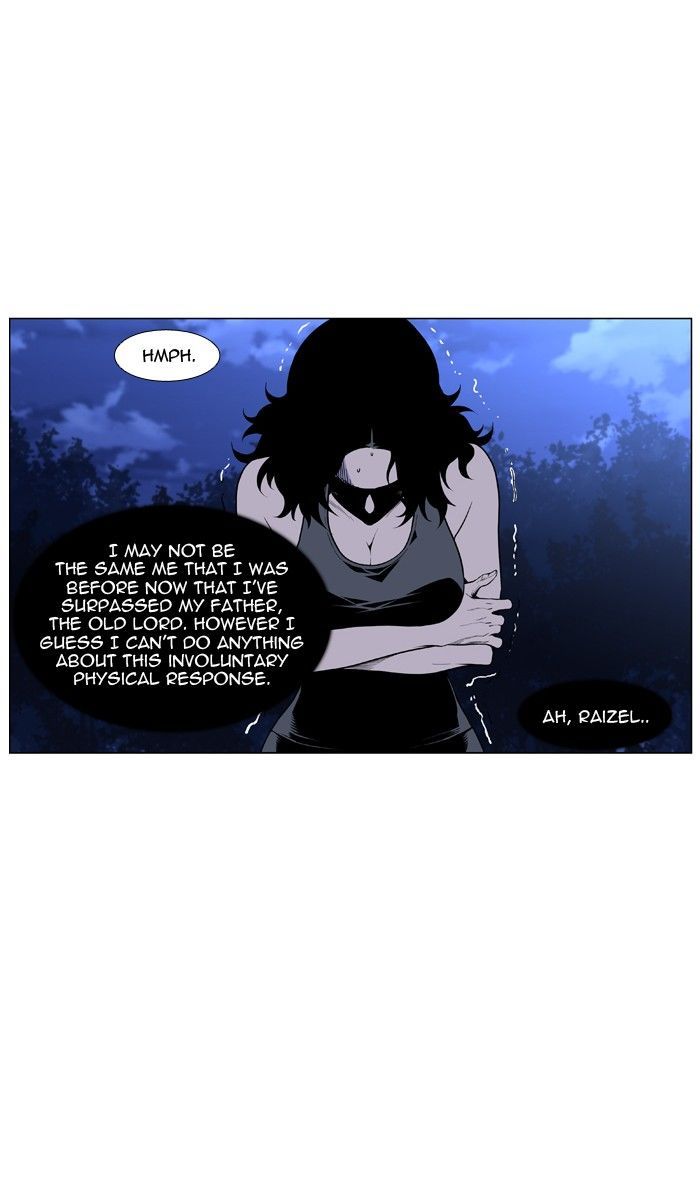 HMPH.
I MAY NOT BE
THE SAME ME THAT I WAS
BEFORE NOW THAT I'VE
SURPASSED MY FATHER,
THE OLD LORD. HOWEVER I
GUESS I CAN'T DO ANYTHING
ABOUT THIS INVOLUNTARY
PHYSICAL RESPONSE.
AH, RAIZEL..